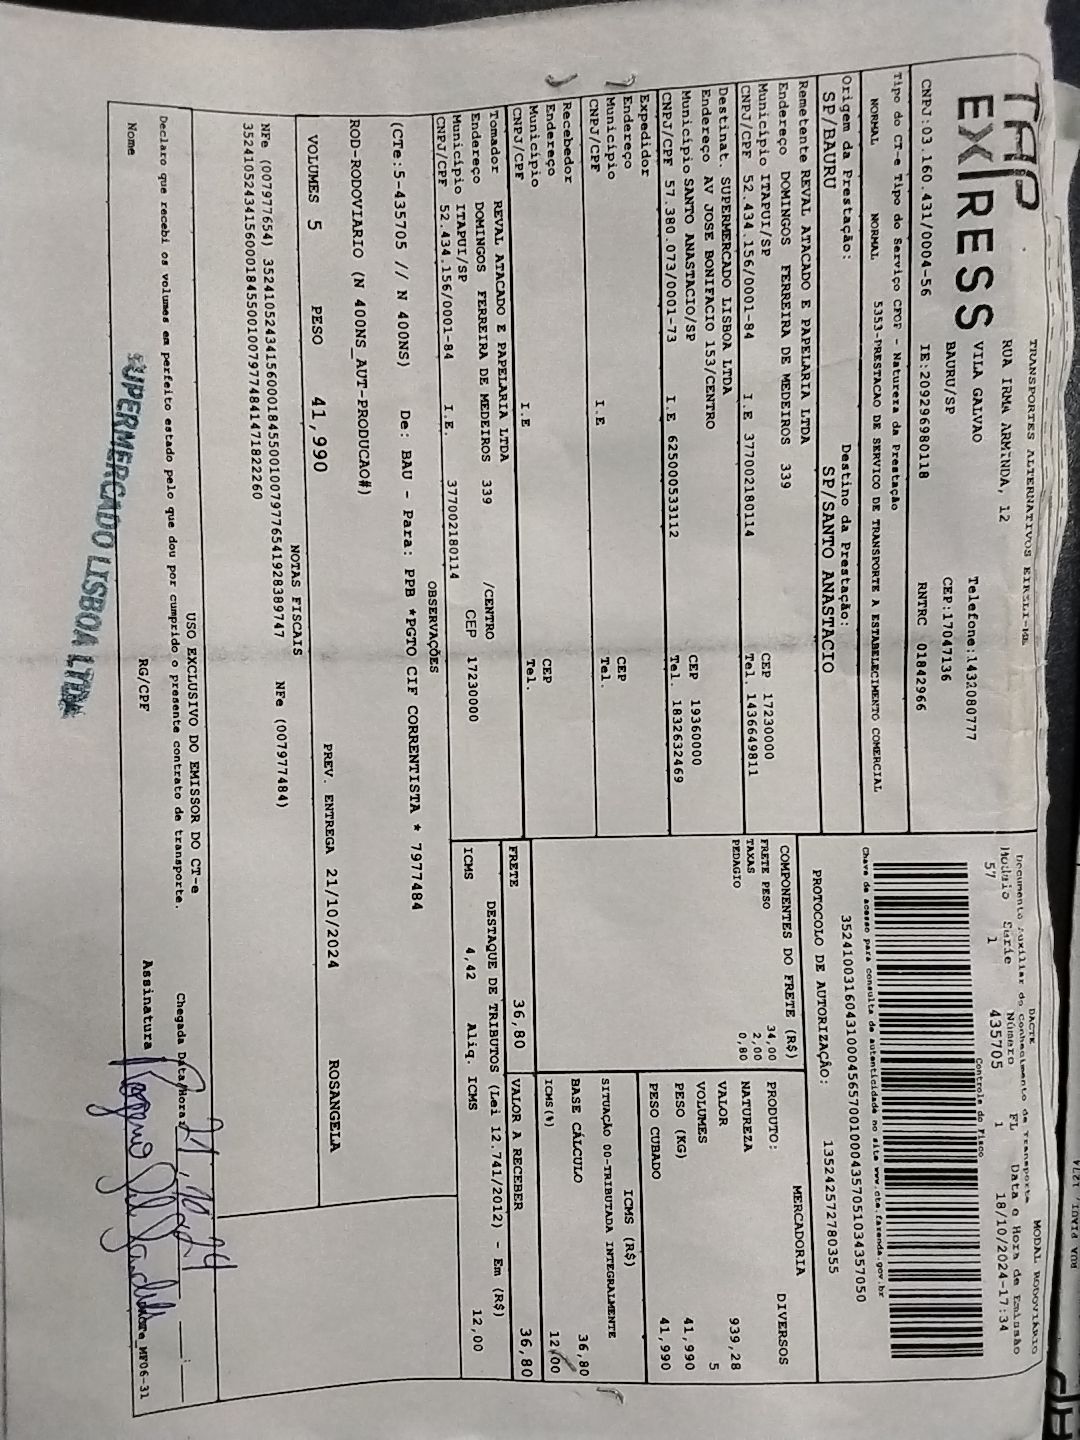 TAP
EX/RESS
TRANSPORTES ALTERNATIVOS EIRELI-ME
RUA IRMA ARMINDA, 12
VILA GALVAO
BAURU/SP
Telefone:1432080777
CEP:17047136
CNPJ:03.160.431/0004-56 IE:209296980118 RNTRC 01842966
Tipo do CT-e Tipo do Serviço CFOP - Natureza da Prestação
NORMAL NORMAL 5353-PRESTACAO DE SERVICO DE TRANSPORTE A ESTABELECIMENTO COMERCIAL
Origem da Prestação: Destino da Prestação:
SP/BAURU SP/SANTO ANASTACIO
DACTE MODAL RODOVIÁRIO
Documento Auxiliar do Conhecimento de Transporte
Modelo Série Número FL Data e Hora de Emissão
57 1 435705 1 18/10/2024-17:34
Controle do Fisco
Chave de acesso para consulta de autenticidade no site www.cte.fazenda.gov.br
35241003160431000456570010004357051034357050
PROTOCOLO DE AUTORIZAÇÃO: 135242572780355
Remetente REVAL ATACADO E PAPELARIA LTDA
Endereço DOMINGOS FERREIRA DE MEDEIROS 339
Município ITAPUI/SP CEP 17230000
CNPJ/CPF 52.434.156/0001-84 I.E 377002180114 Tel. 1436649811
Destinat. SUPERMERCADO LISBOA LTDA
Endereço AV JOSE BONIFACIO 153/CENTRO
Município SANTO ANASTACIO/SP CEP 19360000
CNPJ/CPF 57.380.073/0001-73 I.E 625000533112 Tel. 1832632469
Expedidor
Endereço
Município CEP
CNPJ/CPF I.E Tel.
Recebedor
Endereço
Município CEP
CNPJ/CPF I.E Tel.
Tomador REVAL ATACADO E PAPELARIA LTDA
Endereço DOMINGOS FERREIRA DE MEDEIROS 339 /CENTRO
Município ITAPUI/SP CEP 17230000
CNPJ/CPF 52.434.156/0001-84 I.E. 377002180114
COMPONENTES DO FRETE (R$)
FRETE PESO 34,00
TAXAS 2,00
PEDAGIO 0,80
MERCADORIA
PRODUTO: DIVERSOS
NATUREZA
VALOR 939,28
VOLUMES 5
PESO (KG) 41,990
PESO CUBADO 41,990
ICMS (R$)
SITUAÇÃO 00-TRIBUTADA INTEGRALMENTE
BASE CÁLCULO 36,80
ICMS(%) 12,00
FRETE 36,80 VALOR A RECEBER 36,80
DESTAQUE DE TRIBUTOS (Lei 12.741/2012) - Em (R$)
ICMS 4,42 Aliq. ICMS 12,00
OBSERVAÇÕES
(CTe:5-435705 // N 400NS) De: BAU - Para: PPB *PGTO CIF CORRENTISTA * 7977484
ROD-RODOVIARIO (N 400NS_AUT-PRODUCAO#)
VOLUMES 5 PESO 41,990 PREV. ENTREGA 21/10/2024 ROSANGELA
NOTAS FISCAIS
NFe (007977654) 35241052434156000184550010079776541928389747 NFe (007977484)
35241052434156000184550010079774841471822260
USO EXCLUSIVO DO EMISSOR DO CT-e
Declaro que recebi os volumes em perfeito estado pelo que dou por cumprido o presente contrato de transporte. Chegada Data/Hora 21/10/24
Nome RG/CPF Assinatura
SUPERMERCADO LISBOA LTDA